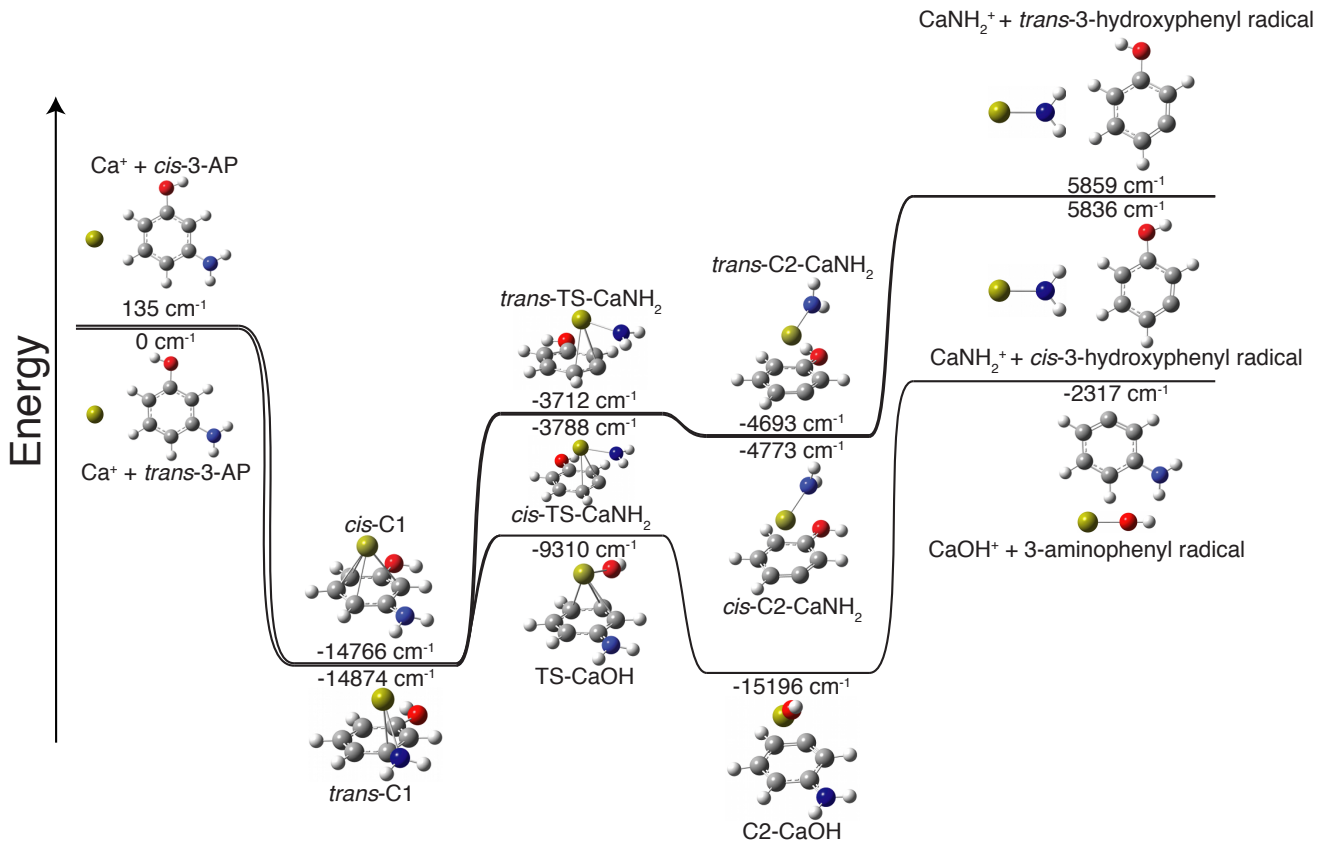 Energy
Ca⁺ + cis-3-AP
135 cm⁻¹
0 cm⁻¹
Ca⁺ + trans-3-AP
cis-C1
-14766 cm⁻¹
-14874 cm⁻¹
trans-C1
trans-TS-CaNH₂
-3712 cm⁻¹
-3788 cm⁻¹
cis-TS-CaNH₂
-9310 cm⁻¹
TS-CaOH
trans-C2-CaNH₂
-4693 cm⁻¹
-4773 cm⁻¹
cis-C2-CaNH₂
-15196 cm⁻¹
C2-CaOH
CaNH₂⁺ + trans-3-hydroxyphenyl radical
5859 cm⁻¹
5836 cm⁻¹
CaNH₂⁺ + cis-3-hydroxyphenyl radical
-2317 cm⁻¹
CaOH⁺ + 3-aminophenyl radical